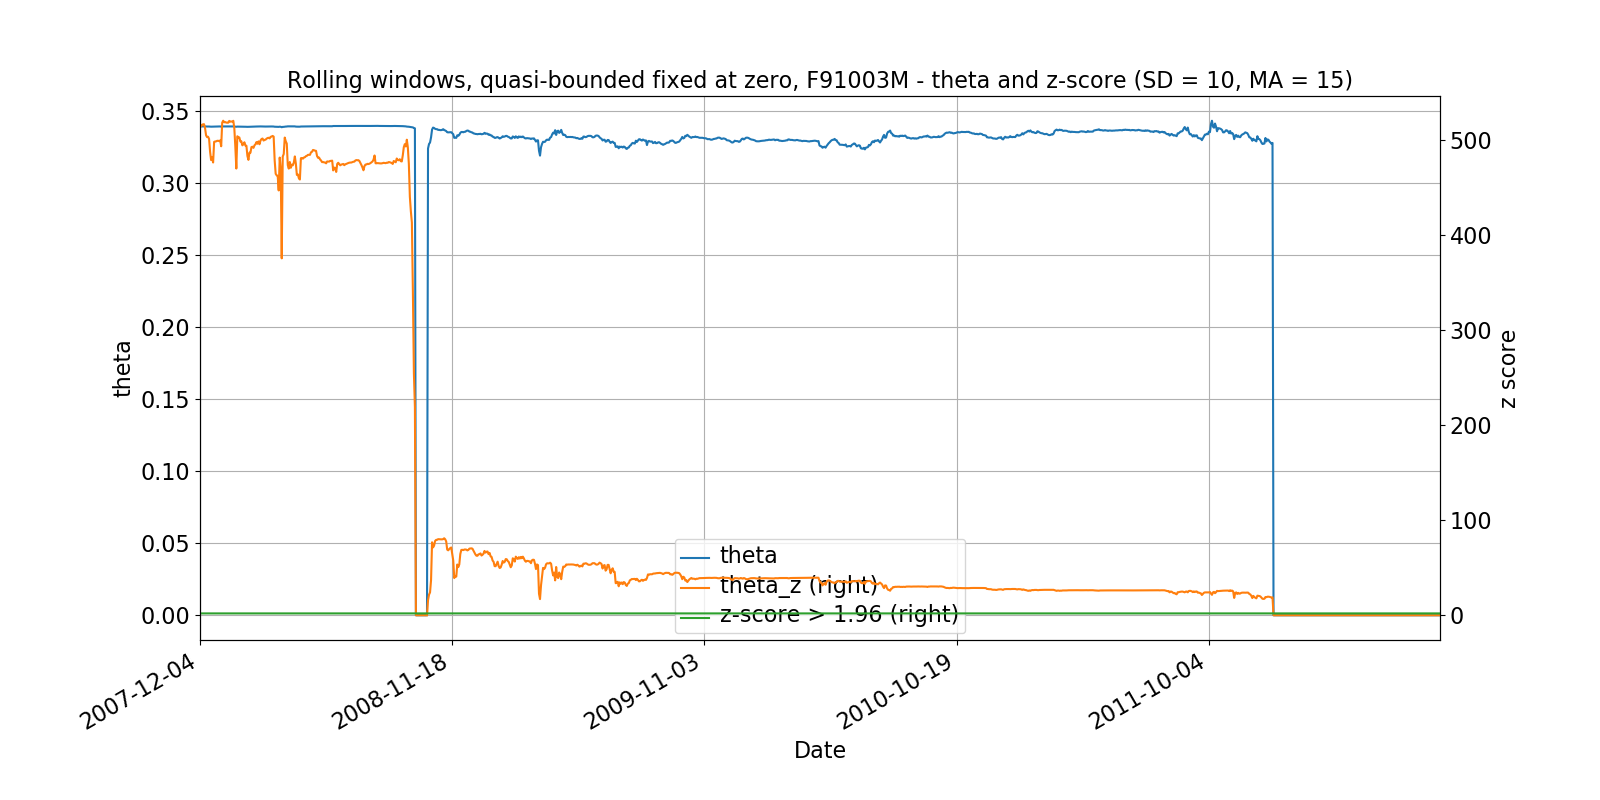 Rolling windows, quasi-bounded fixed at zero, F91003M - theta and z-score (SD = 10, MA = 15)
0.35
0.30
0.25
0.20
0.15
0.10
0.05
0.00
theta
500
400
300
200
100
0
z score
theta
theta_z (right)
z-score > 1.96 (right)
2007-12-04
2008-11-18
2009-11-03
2010-10-19
2011-10-04
Date